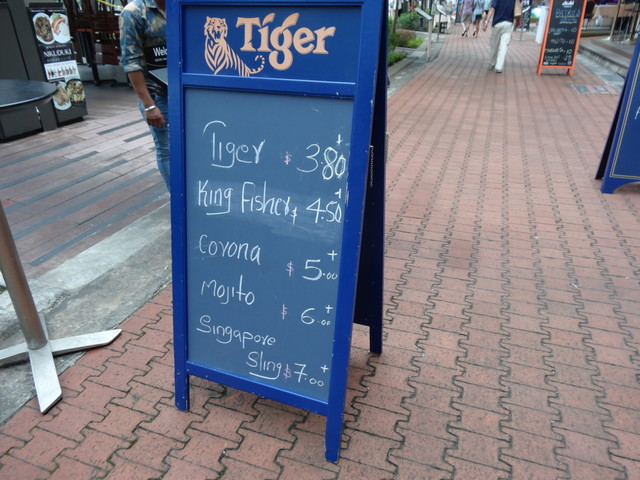 Tiger
Tiger $ 3.80+
King Fisher $ 4.50+
Corona $ 5.00+
Mojito $ 6.00+
Singapore
Sling $ 7.00+